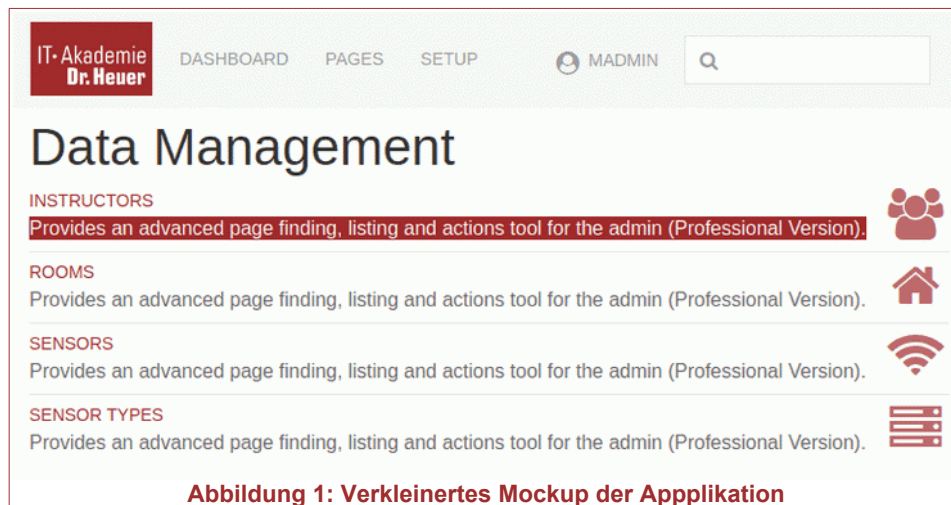 IT·Akademie
Dr. Heuer
DASHBOARD PAGES SETUP MADMIN
Data Management
INSTRUCTORS
Provides an advanced page finding, listing and actions tool for the admin (Professional Version).
ROOMS
Provides an advanced page finding, listing and actions tool for the admin (Professional Version).
SENSORS
Provides an advanced page finding, listing and actions tool for the admin (Professional Version).
SENSOR TYPES
Provides an advanced page finding, listing and actions tool for the admin (Professional Version).
Abbildung 1: Verkleinertes Mockup der Appplikation